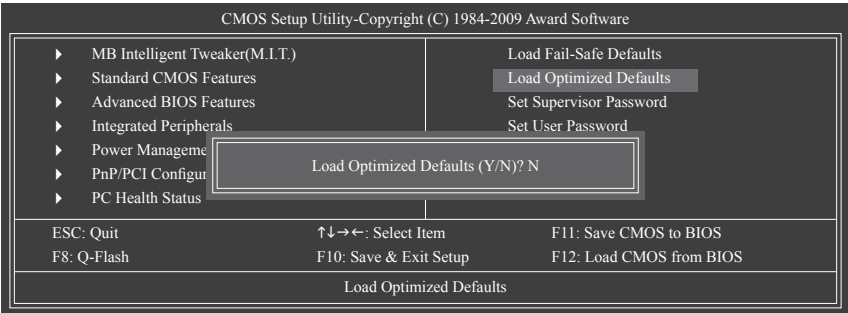 CMOS Setup Utility-Copyright (C) 1984-2009 Award Software
MB Intelligent Tweaker(M.I.T.)
Standard CMOS Features
Advanced BIOS Features
Integrated Peripherals
Power Manageme
PnP/PCI Configur
PC Health Status
Load Fail-Safe Defaults
Load Optimized Defaults
Set Supervisor Password
Set User Password
Load Optimized Defaults (Y/N)? N
ESC: Quit ↑↓→←: Select Item F11: Save CMOS to BIOS
F8: Q-Flash F10: Save & Exit Setup F12: Load CMOS from BIOS
Load Optimized Defaults